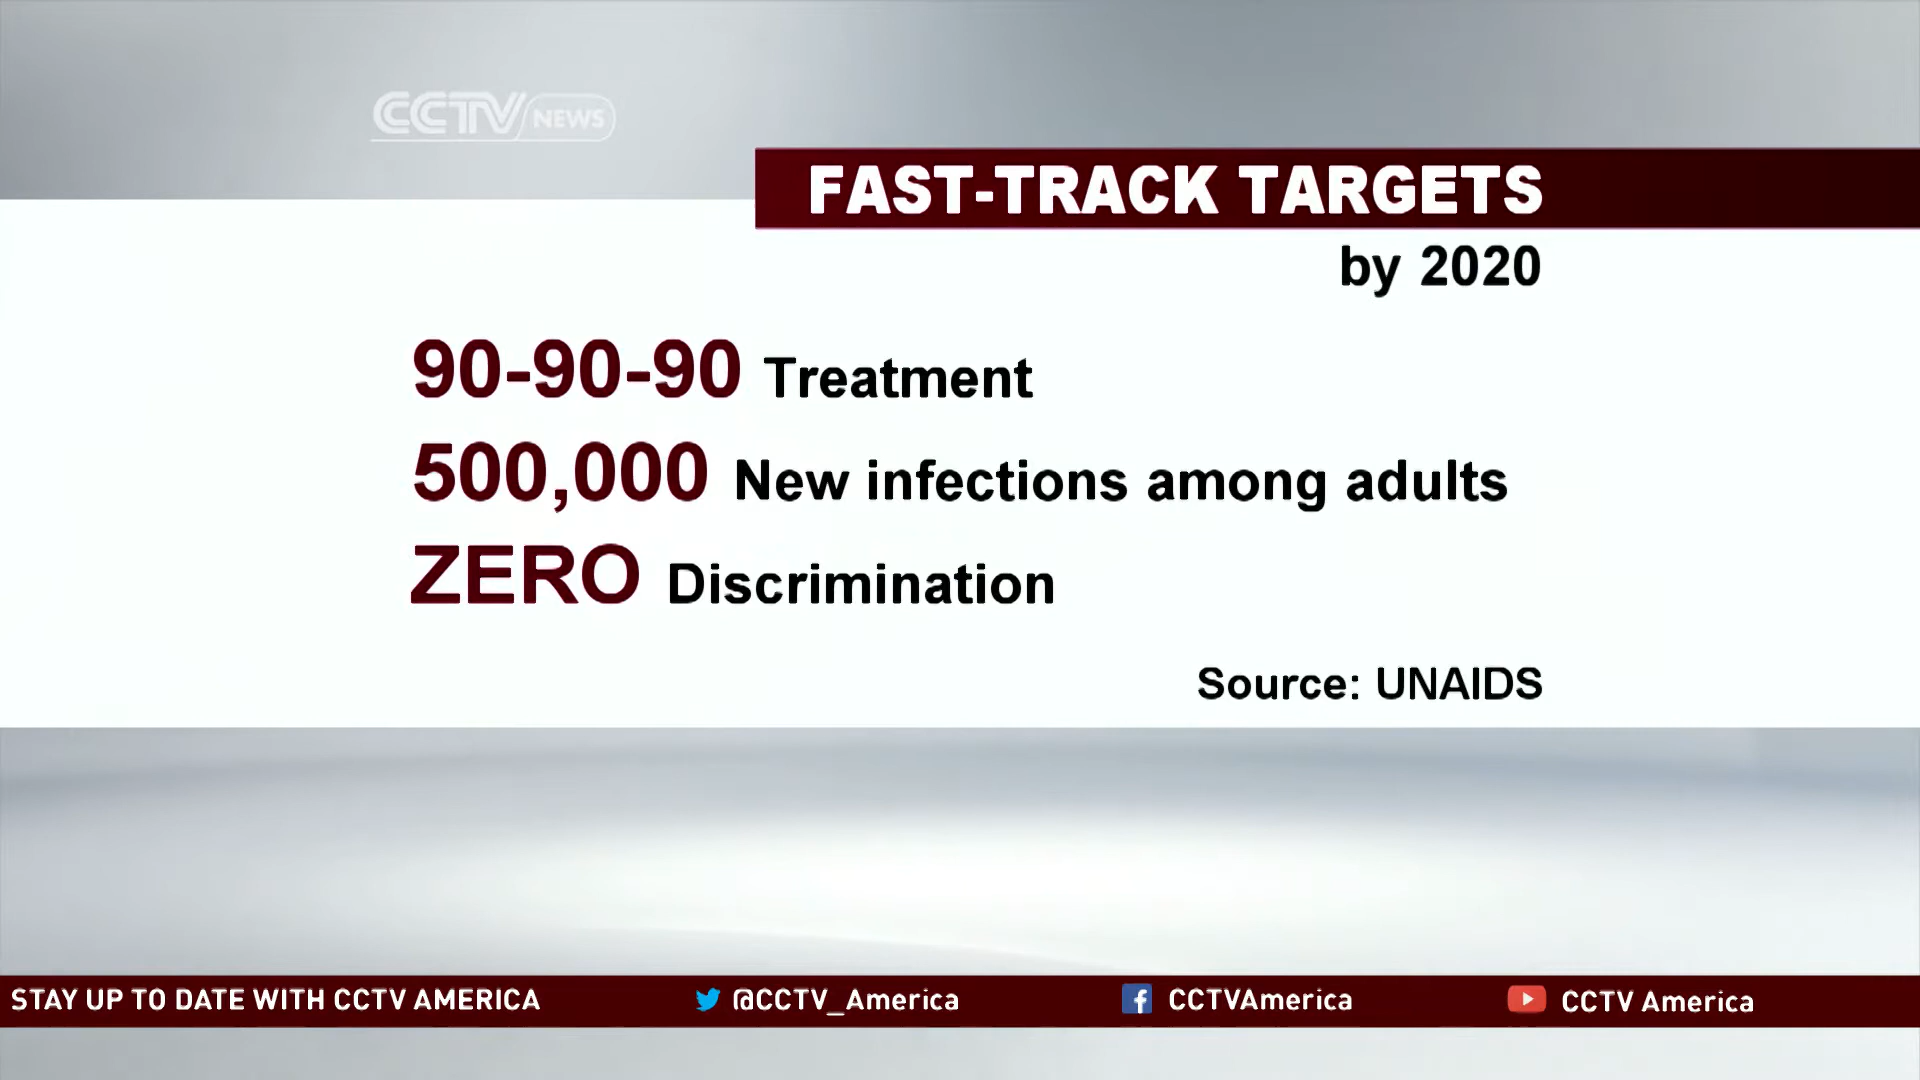 CCTV NEWS
FAST-TRACK TARGETS
by 2020
90-90-90 Treatment
500,000 New infections among adults
ZERO Discrimination
Source: UNAIDS
STAY UP TO DATE WITH CCTV AMERICA @CCTV_America CCTVAmerica CCTV America